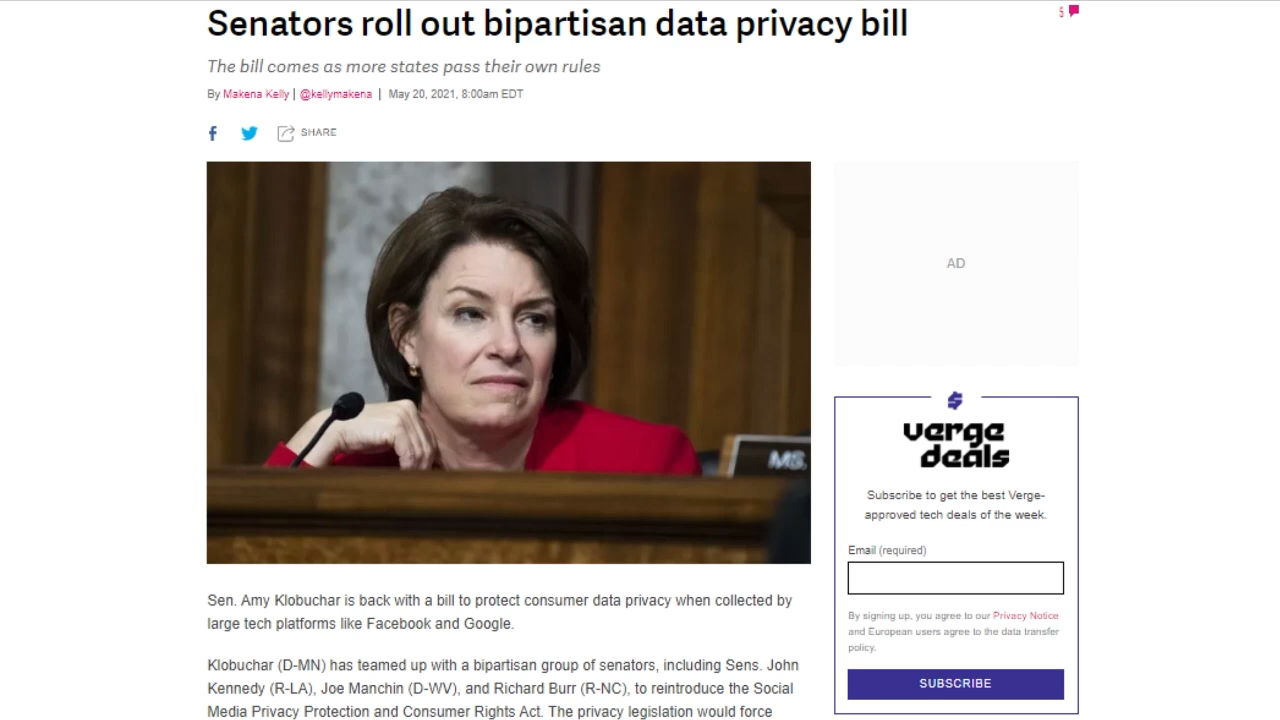 Senators roll out bipartisan data privacy bill
5
The bill comes as more states pass their own rules
By Makena Kelly | @kellymakena | May 20, 2021, 8:00am EDT
SHARE
MS.
AD
verge
deals
Subscribe to get the best Verge-
approved tech deals of the week.
Email (required)
By signing up, you agree to our Privacy Notice
and European users agree to the data transfer
policy.
SUBSCRIBE
Sen. Amy Klobuchar is back with a bill to protect consumer data privacy when collected by
large tech platforms like Facebook and Google.
Klobuchar (D-MN) has teamed up with a bipartisan group of senators, including Sens. John
Kennedy (R-LA), Joe Manchin (D-WV), and Richard Burr (R-NC), to reintroduce the Social
Media Privacy Protection and Consumer Rights Act. The privacy legislation would force